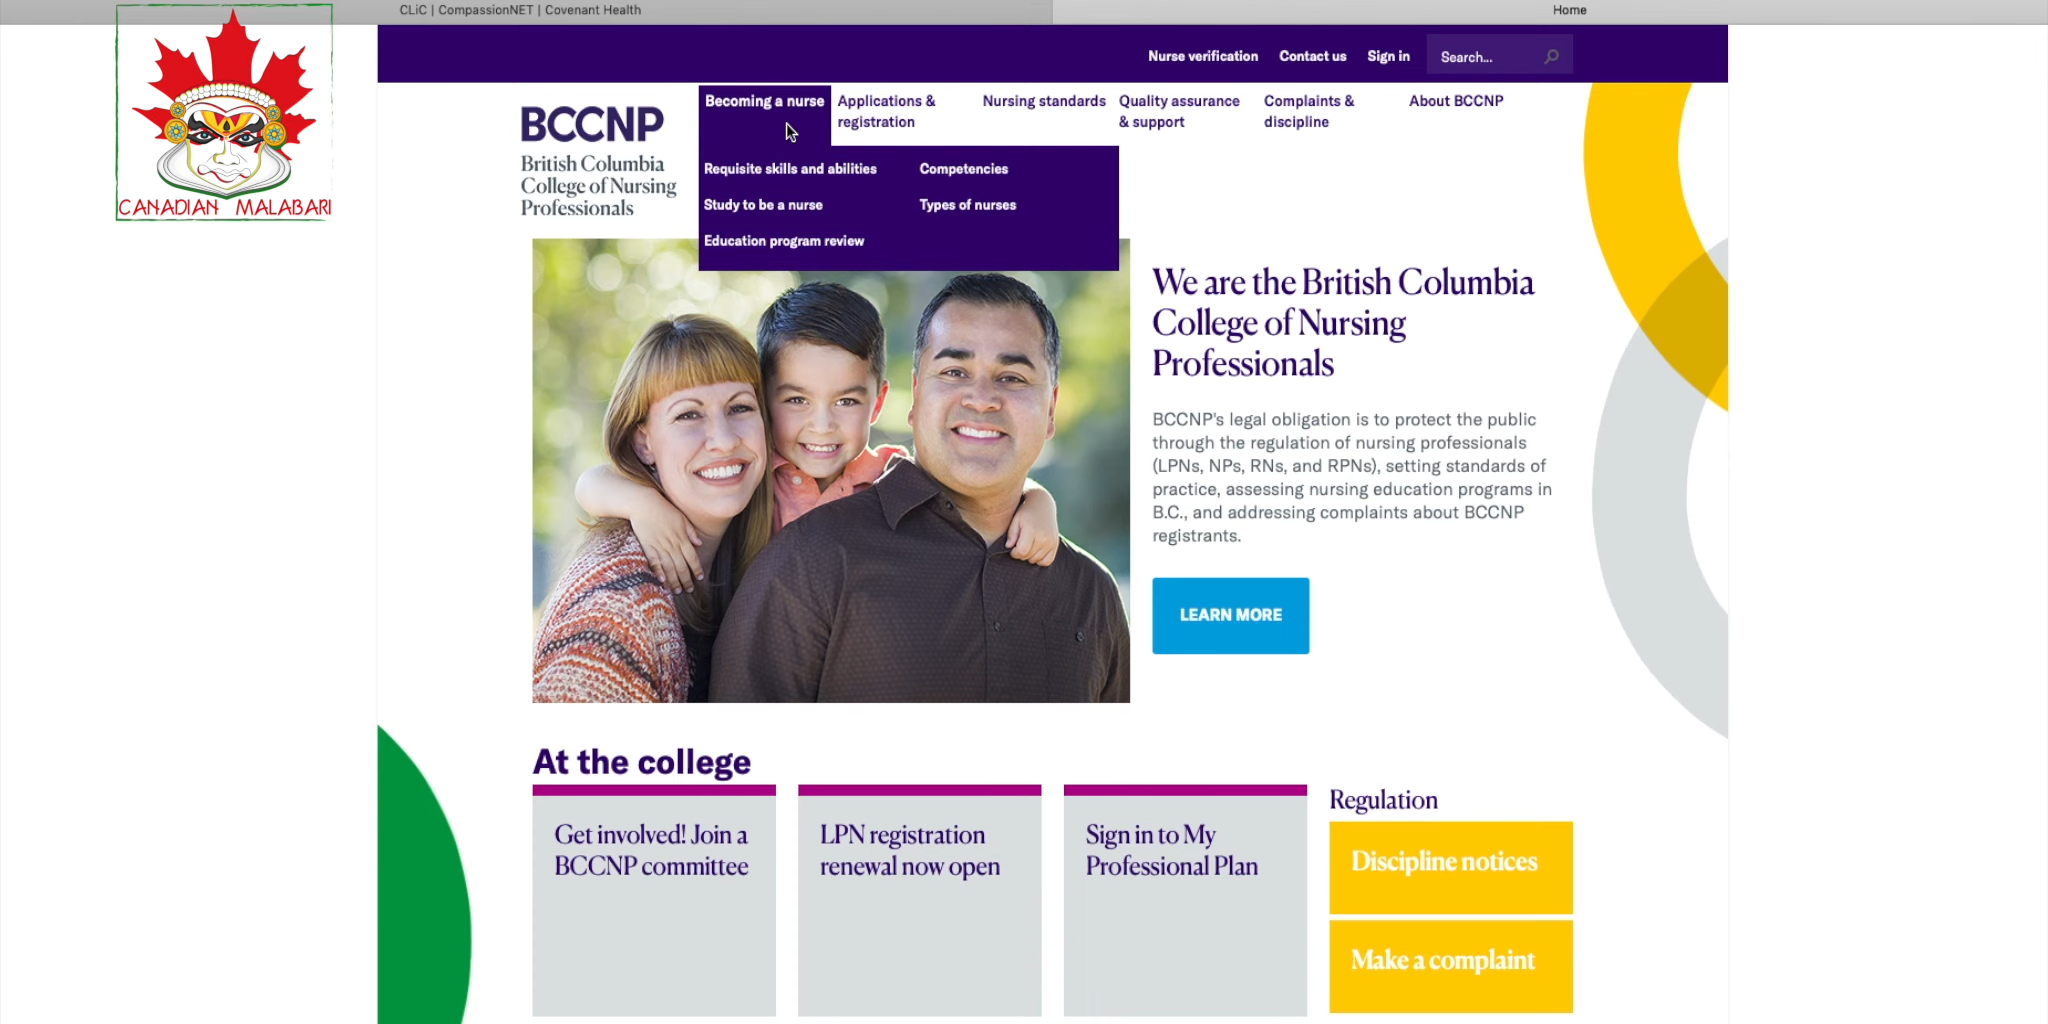 CLiC | CompassionNET | Covenant Health
Home
CANADIAN MALABARI
Nurse verification
Contact us
Sign in
Search...
BCCNP
British Columbia
College of Nursing
Professionals
Becoming a nurse
Applications &
registration
Nursing standards
Quality assurance
& support
Complaints &
discipline
About BCCNP
Requisite skills and abilities
Competencies
Study to be a nurse
Types of nurses
Education program review
We are the British Columbia
College of Nursing
Professionals
BCCNP's legal obligation is to protect the public
through the regulation of nursing professionals
(LPNs, NPs, RNs, and RPNs), setting standards of
practice, assessing nursing education programs in
B.C., and addressing complaints about BCCNP
registrants.
LEARN MORE
At the college
Get involved! Join a
BCCNP committee
LPN registration
renewal now open
Sign in to My
Professional Plan
Regulation
Discipline notices
Make a complaint